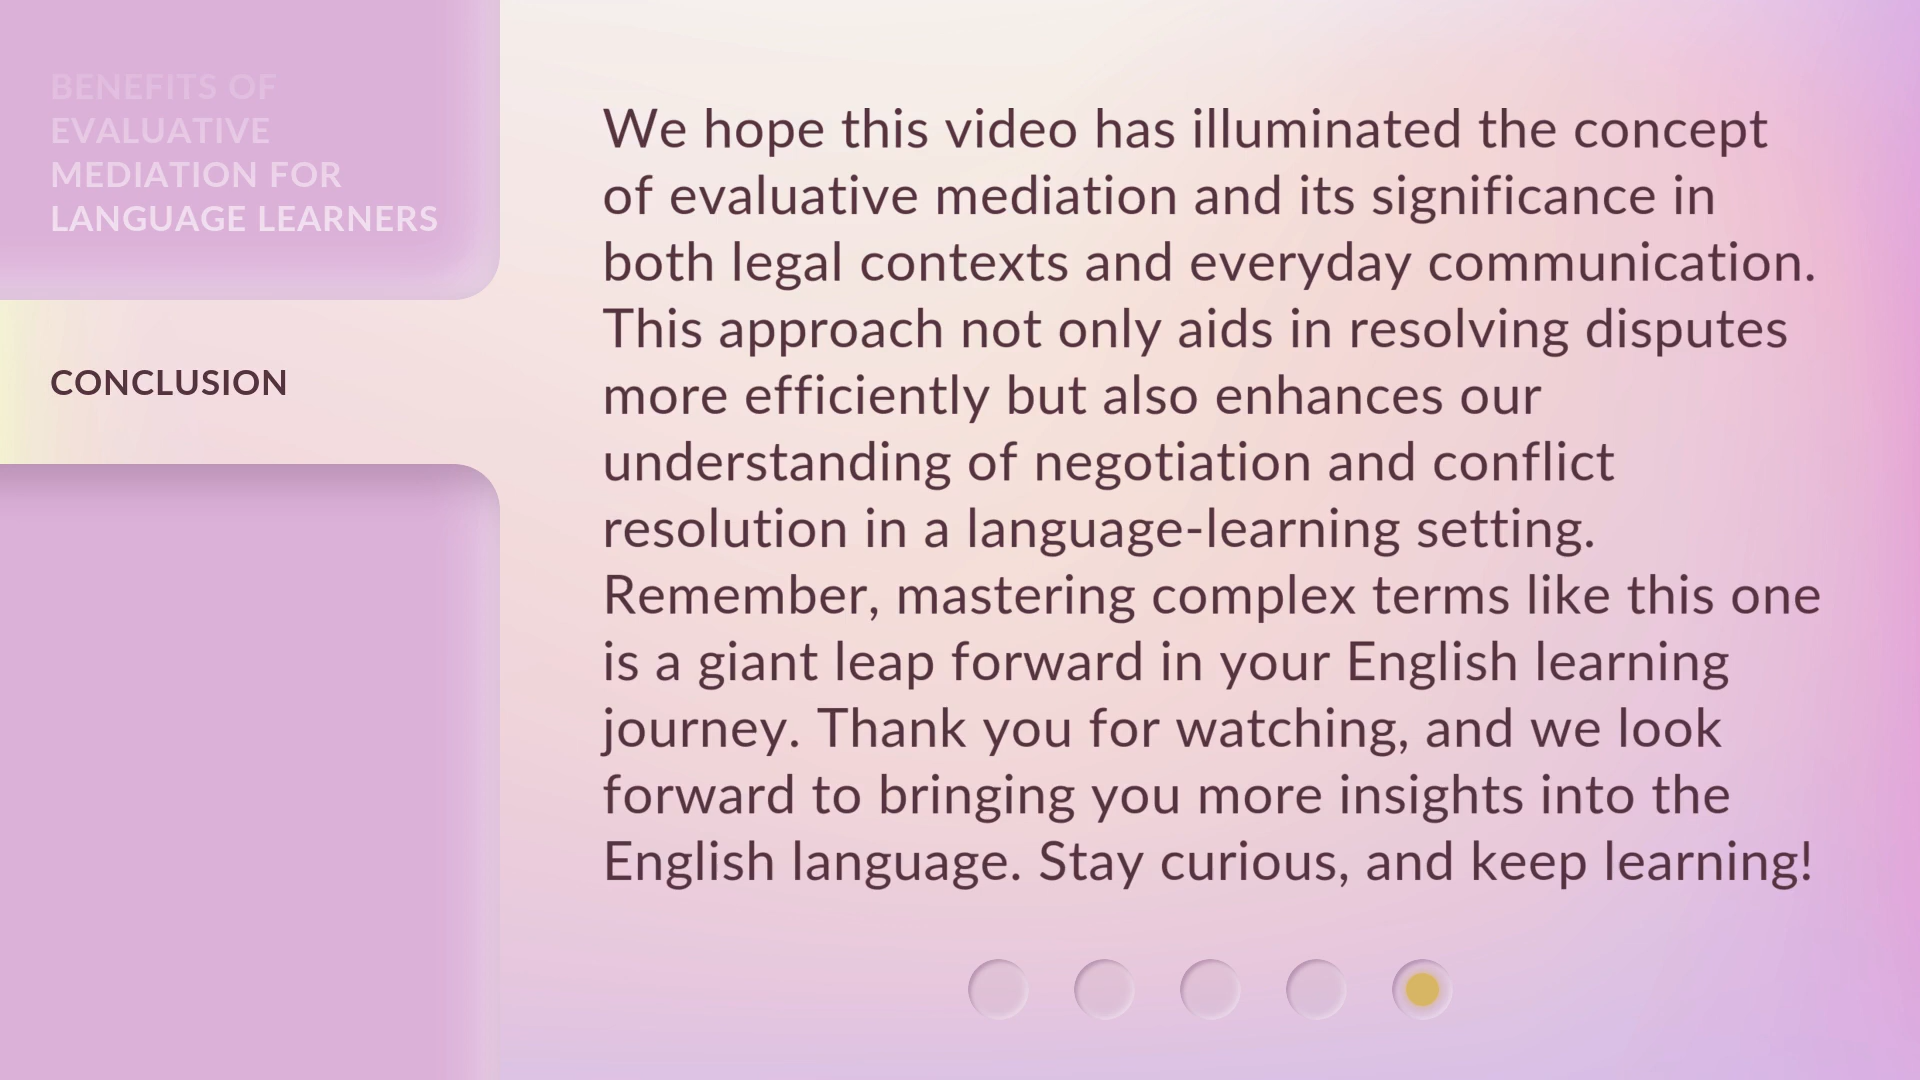 BENEFITS OF
EVALUATIVE
MEDIATION FOR
LANGUAGE LEARNERS
CONCLUSION
We hope this video has illuminated the concept
of evaluative mediation and its significance in
both legal contexts and everyday communication.
This approach not only aids in resolving disputes
more efficiently but also enhances our
understanding of negotiation and conflict
resolution in a language-learning setting.
Remember, mastering complex terms like this one
is a giant leap forward in your English learning
journey. Thank you for watching, and we look
forward to bringing you more insights into the
English language. Stay curious, and keep learning!